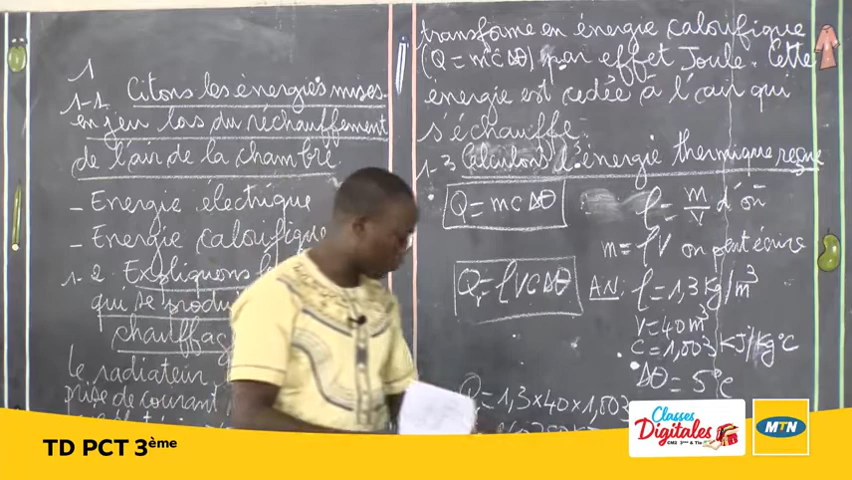 1
1-1. Citons les énergies mises
en jeu lors du réchauffement
de l'air de la chambre
- Energie électrique
- Energie calorifique
1-2 Expliquons
qui se produ
chauffag
le radiateur
prise de courant
transformé en énergie calorifique
(Q = mcΔθ) par effet Joule. Cette
énergie est cédée à l'air qui
s'échauffe.
1-3 Calculons l'énergie thermique reçue
Q = mcΔθ
ρ = m/V d'où
m = ρV on peut écrire
Qr = ρVCΔθ
AN: ρ = 1,3 Kg/m³
V = 40m³
C = 1,003 KJ/Kg°C
Δθ = 5°C
Q = 1,3×40×1,003
TD PCT 3ème
Classes
Digitales
MTN